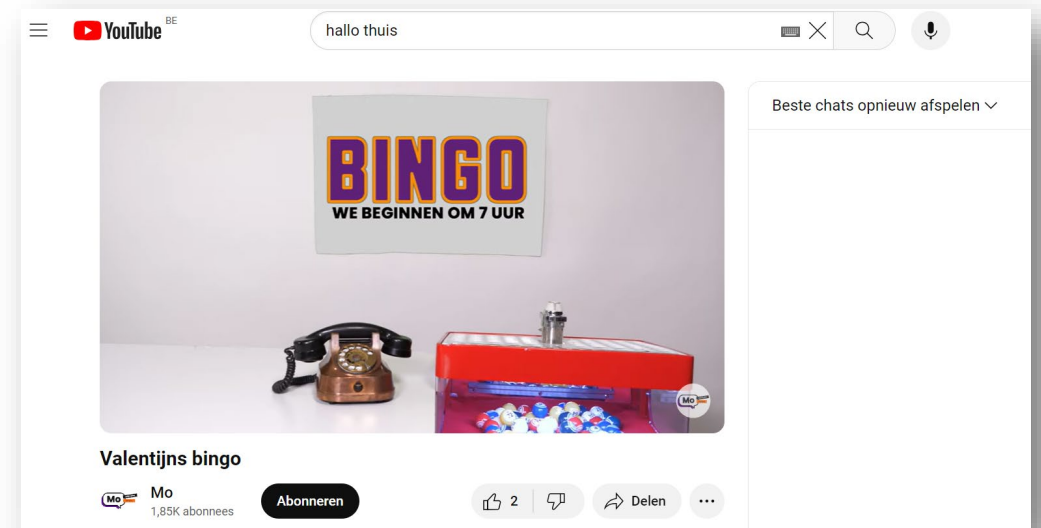 YouTube BE
hallo thuis
Beste chats opnieuw afspelen
BINGO
WE BEGINNEN OM 7 UUR
Mo
Valentijns bingo
Mo
Mo
1,85K abonnees
Abonneren
2
Delen